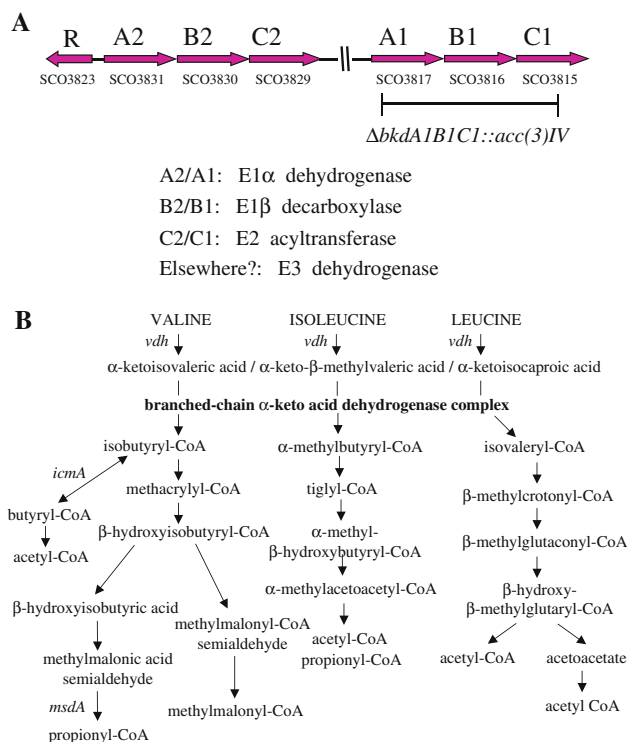 A
R A2 B2 C2 A1 B1 C1
SCO3823 SCO3831 SCO3830 SCO3829 SCO3817 SCO3816 SCO3815
ΔbkdA1B1C1::acc(3)IV
A2/A1: E1α dehydrogenase
B2/B1: E1β decarboxylase
C2/C1: E2 acyltransferase
Elsewhere?: E3 dehydrogenase
B
VALINE ISOLEUCINE LEUCINE
vdh vdh vdh
α-ketoisovaleric acid / α-keto-β-methylvaleric acid / α-ketoisocaproic acid
branched-chain α-keto acid dehydrogenase complex
isobutyryl-CoA α-methylbutyryl-CoA isovaleryl-CoA
icmA
methacrylyl-CoA tiglyl-CoA β-methylcrotonyl-CoA
butyryl-CoA
β-hydroxyisobutyryl-CoA α-methyl-
β-hydroxybutyryl-CoA β-methylglutaconyl-CoA
acetyl-CoA
α-methylacetoacetyl-CoA β-hydroxy-
β-methylglutaryl-CoA
β-hydroxyisobutyric acid
methylmalonyl-CoA
semialdehyde
acetyl-CoA
propionyl-CoA
acetyl-CoA acetoacetate
methylmalonic acid
semialdehyde
msdA methylmalonyl-CoA acetyl CoA
propionyl-CoA